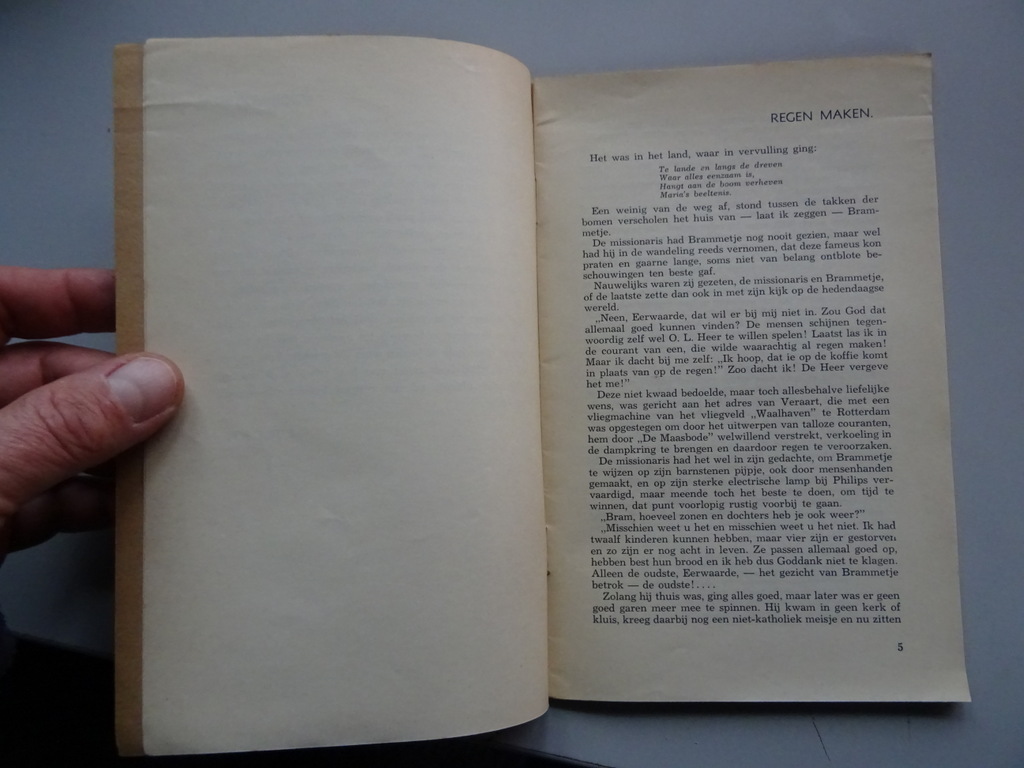 REGEN MAKEN.
Het was in het land, waar in vervulling ging:
Te lande en langs de dreven
Waar alles eenzaam is,
Hangt aan de boom verheven
Maria's beeltenis.
Een weinig van de weg af, stond tussen de takken der
bomen verscholen het huis van — laat ik zeggen — Bram-
metje.
De missionaris had Brammetje nog nooit gezien, maar wel
had hij in de wandeling reeds vernomen, dat deze fameus kon
praten en gaarne lange, soms niet van belang ontblote be-
schouwingen ten beste gaf.
Nauwelijks waren zij gezeten, de missionaris en Brammetje,
of de laatste zette dan ook in met zijn kijk op de hedendaagse
wereld.
„Neen, Eerwaarde, dat wil er bij mij niet in. Zou God dat
allemaal goed kunnen vinden? De mensen schijnen tegen-
woordig zelf wel O. L. Heer te willen spelen! Laatst las ik in
de courant van een, die wilde waarachtig al regen maken!
Maar ik dacht bij me zelf: „Ik hoop, dat ie op de koffie komt
in plaats van op de regen!" Zoo dacht ik! De Heer vergeve
het me!"
Deze niet kwaad bedoelde, maar toch allesbehalve liefelijke
wens, was gericht aan het adres van Veraart, die met een
vliegmachine van het vliegveld „Waalhaven" te Rotterdam
was opgestegen om door het uitwerpen van talloze couranten,
hem door „De Maasbode" welwillend verstrekt, verkoeling in
de dampkring te brengen en daardoor regen te veroorzaken.
De missionaris had het wel in zijn gedachte, om Brammetje
te wijzen op zijn barnstenen pijpje, ook door mensenhanden
gemaakt, en op zijn sterke electrische lamp bij Philips ver-
vaardigd, maar meende toch het beste te doen, om tijd te
winnen, dat punt voorlopig rustig voorbij te gaan.
„Bram, hoeveel zonen en dochters heb je ook weer?"
„Misschien weet u het en misschien weet u het niet. Ik had
twaalf kinderen kunnen hebben, maar vier zijn er gestorven
en zo zijn er nog acht in leven. Ze passen allemaal goed op,
hebben best hun brood en ik heb dus Goddank niet te klagen.
Alleen de oudste, Eerwaarde, — het gezicht van Brammetje
betrok — de oudste! ....
Zolang hij thuis was, ging alles goed, maar later was er geen
goed garen meer mee te spinnen. Hij kwam in geen kerk of
kluis, kreeg daarbij nog een niet-katholiek meisje en nu zitten
5